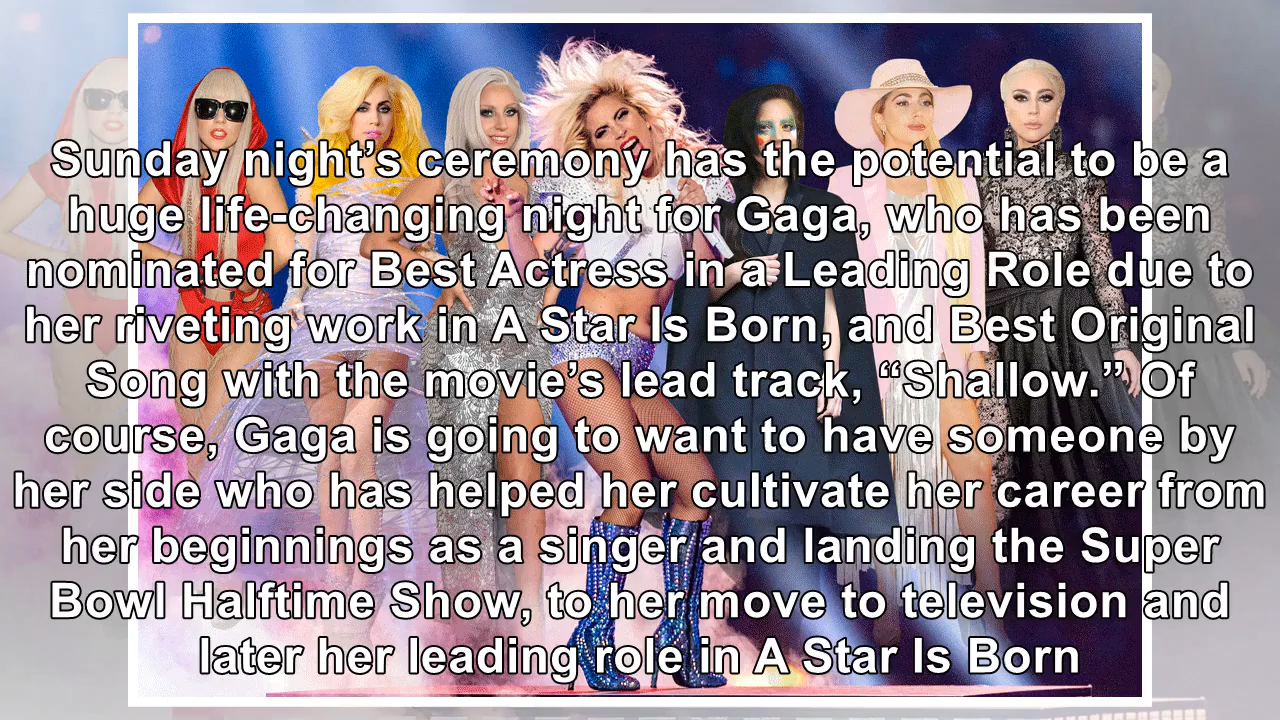 Sunday night’s ceremony has the potential to be a
huge life-changing night for Gaga, who has been
nominated for Best Actress in a Leading Role due to
her riveting work in A Star Is Born, and Best Original
Song with the movie’s lead track, “Shallow.” Of
course, Gaga is going to want to have someone by
her side who has helped her cultivate her career from
her beginnings as a singer and landing the Super
Bowl Halftime Show, to her move to television and
later her leading role in A Star Is Born